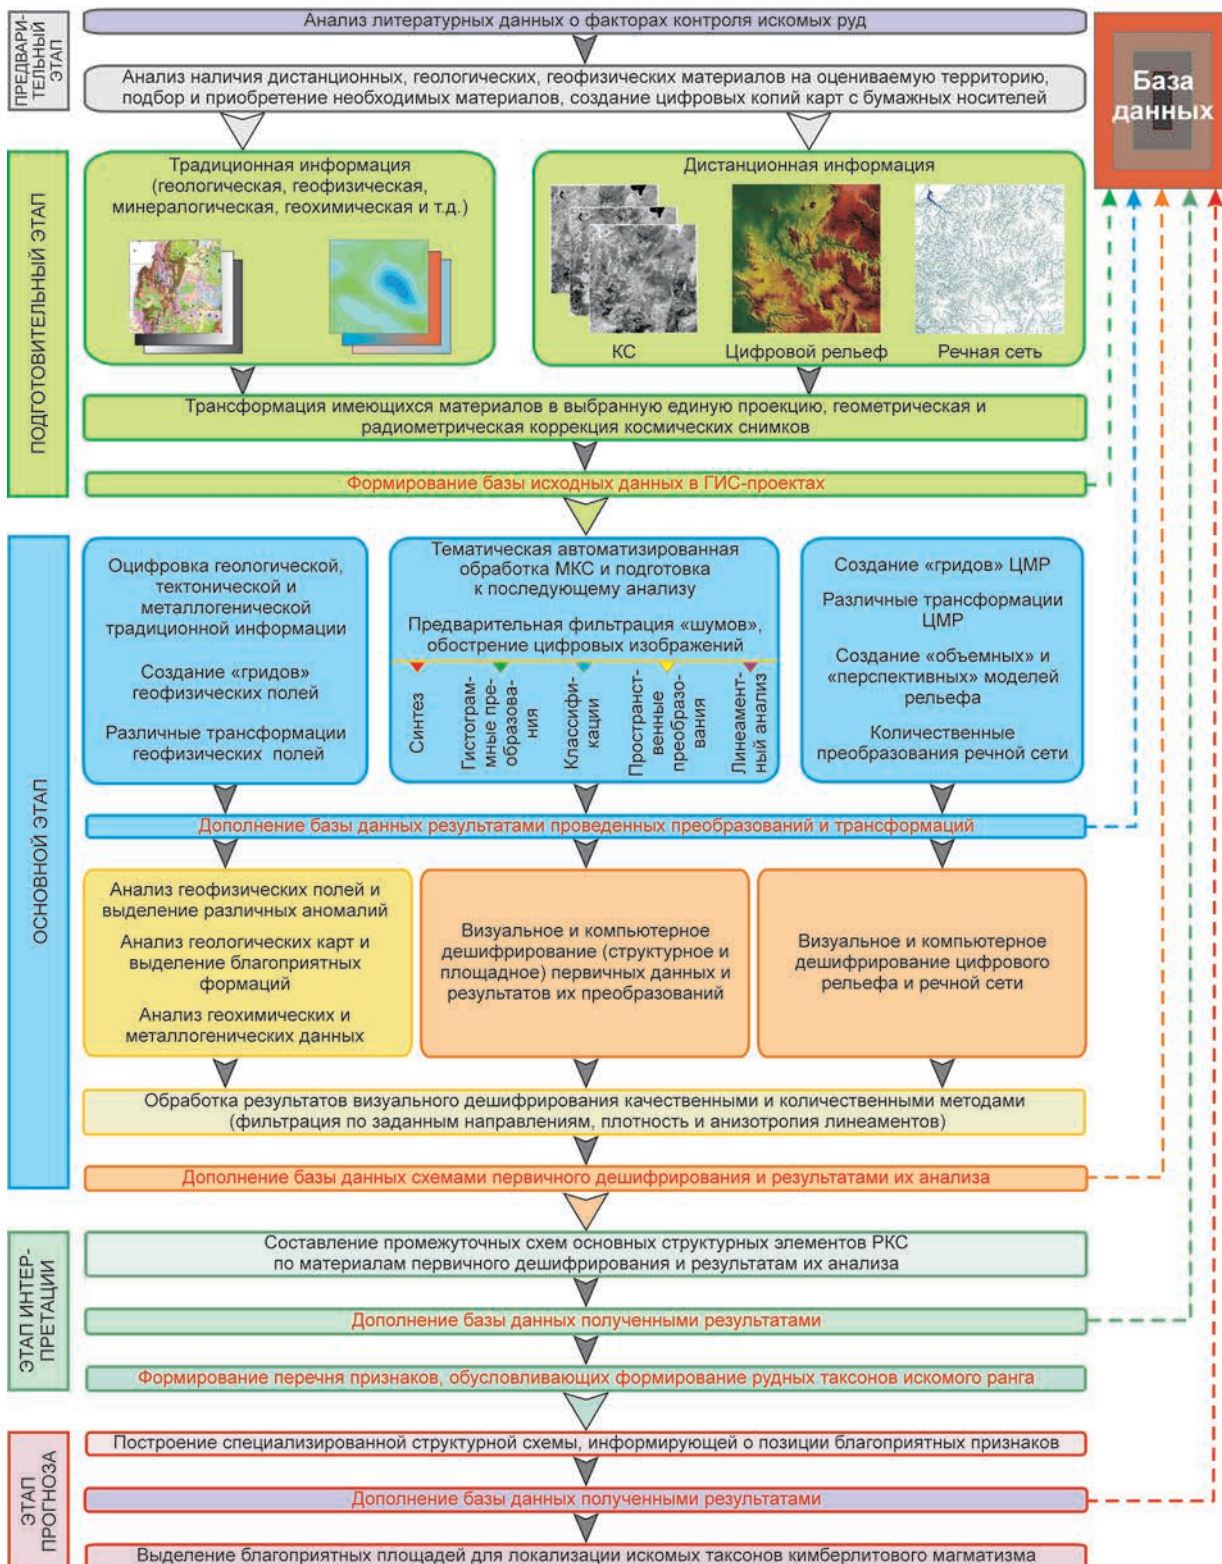 ПРЕДВАРИ-
ТЕЛЬНЫЙ
ЭТАП
Анализ литературных данных о факторах контроля искомых руд
Анализ наличия дистанционных, геологических, геофизических материалов на оцениваемую территорию,
подбор и приобретение необходимых материалов, создание цифровых копий карт с бумажных носителей
База
данных
ПОДГОТОВИТЕЛЬНЫЙ ЭТАП
Традиционная информация
(геологическая, геофизическая,
минералогическая, геохимическая и т.д.)
Дистанционная информация
КС
Цифровой рельеф
Речная сеть
Трансформация имеющихся материалов в выбранную единую проекцию, геометрическая и
радиометрическая коррекция космических снимков
Формирование базы исходных данных в ГИС-проектах
ОСНОВНОЙ ЭТАП
Оцифровка геологической,
тектонической и
металлогенической
традиционной информации
Создание «гридов»
геофизических полей
Различные трансформации
геофизических полей
Тематическая автоматизированная
обработка МКС и подготовка
к последующему анализу
Предварительная фильтрация «шумов»,
обострение цифровых изображений
Синтез
Гистограм-
мные пре-
образова-
ния
Классифи-
кации
Пространст-
венные
преобразо-
вания
Линеамент-
ный анализ
Создание «гридов» ЦМР
Различные трансформации
ЦМР
Создание «объемных» и
«перспективных» моделей
рельефа
Количественные
преобразования речной сети
Дополнение базы данных результатами проведенных преобразований и трансформаций
Анализ геофизических полей и
выделение различных аномалий
Анализ геологических карт и
выделение благоприятных
формаций
Анализ геохимических и
металлогенических данных
Визуальное и компьютерное
дешифрирование (структурное и
площадное) первичных данных и
результатов их преобразований
Визуальное и компьютерное
дешифрирование цифрового
рельефа и речной сети
Обработка результатов визуального дешифрирования качественными и количественными методами
(фильтрация по заданным направлениям, плотность и анизотропия линеаментов)
Дополнение базы данных схемами первичного дешифрирования и результатами их анализа
ЭТАП ИНТЕР-
ПРЕТАЦИИ
Составление промежуточных схем основных структурных элементов РКС
по материалам первичного дешифрирования и результатам их анализа
Дополнение базы данных полученными результатами
Формирование перечня признаков, обусловливающих формирование рудных таксонов искомого ранга
ЭТАП
ПРОГНОЗА
Построение специализированной структурной схемы, информирующей о позиции благоприятных признаков
Дополнение базы данных полученными результатами
Выделение благоприятных площадей для локализации искомых таксонов кимберлитового магматизма